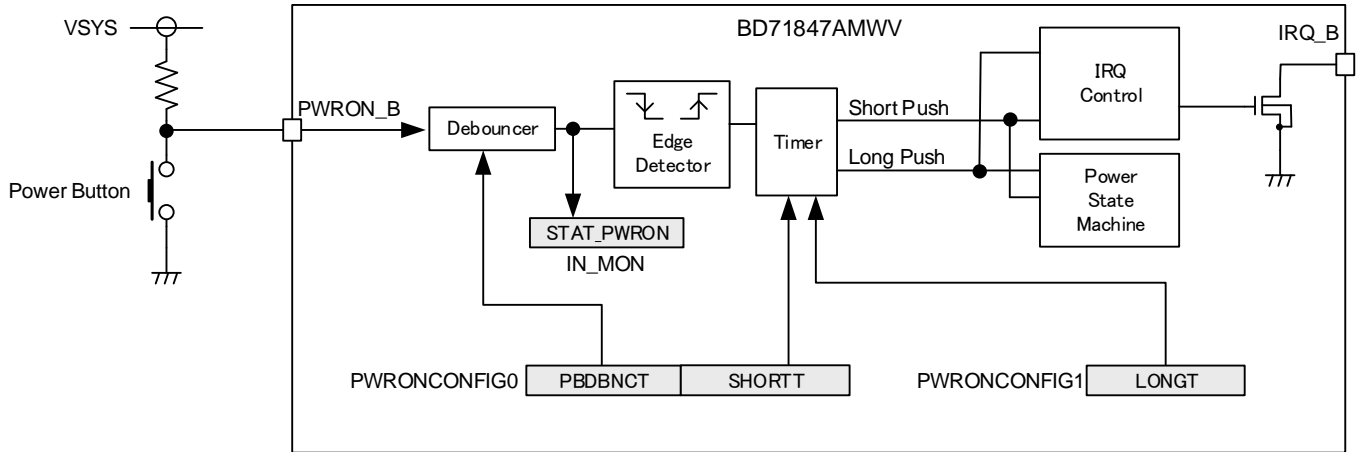 VSYS
BD71847AMWV
IRQ_B
PWRON_B
Power Button
Debouncer
Edge
Detector
Timer
Short Push
Long Push
IRQ
Control
Power
State
Machine
STAT_PWRON
IN_MON
PWRONCONFIG0
PBDBNCT
SHORTT
PWRONCONFIG1
LONGT